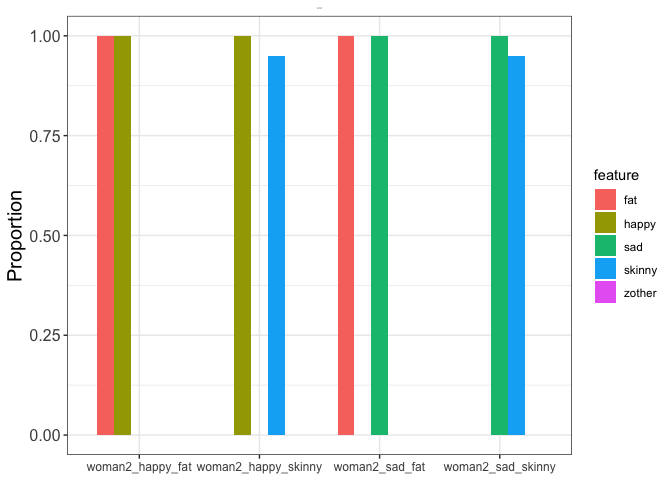 Proportion
1.00
0.75
0.50
0.25
0.00
woman2_happy_fat woman2_happy_skinny woman2_sad_fat woman2_sad_skinny
feature
fat
happy
sad
skinny
zother